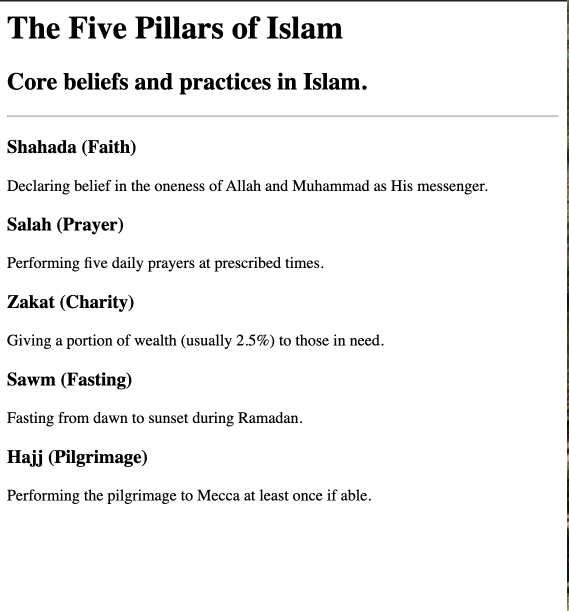 The Five Pillars of Islam
Core beliefs and practices in Islam.
Shahada (Faith)
Declaring belief in the oneness of Allah and Muhammad as His messenger.
Salah (Prayer)
Performing five daily prayers at prescribed times.
Zakat (Charity)
Giving a portion of wealth (usually 2.5%) to those in need.
Sawm (Fasting)
Fasting from dawn to sunset during Ramadan.
Hajj (Pilgrimage)
Performing the pilgrimage to Mecca at least once if able.